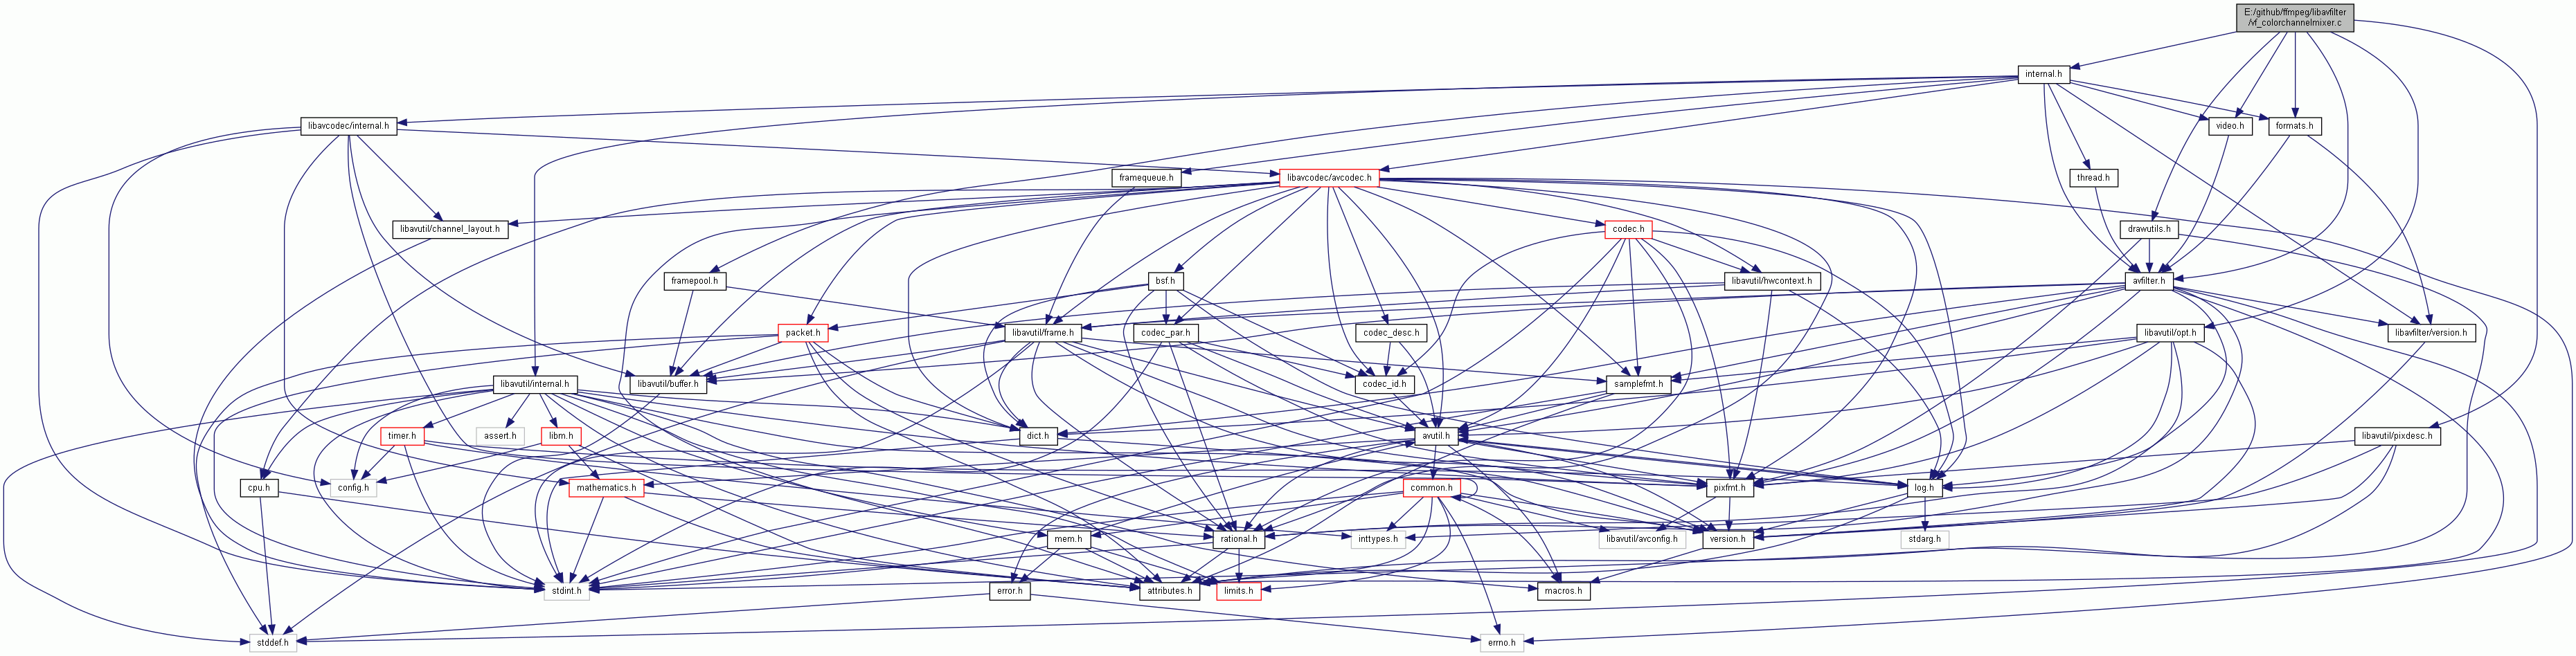 E:/github/ffmpeg/libavfilter
/vf_colorchannelmixer.c
internal.h
libavcodec/internal.h
video.h
formats.h
framequeue.h
libavcodec/avcodec.h
thread.h
libavutil/channel_layout.h
codec.h
drawutils.h
framepool.h
bsf.h
libavutil/hwcontext.h
avfilter.h
packet.h
libavutil/frame.h
codec_par.h
codec_desc.h
libavutil/opt.h
libavfilter/version.h
libavutil/internal.h
libavutil/buffer.h
codec_id.h
samplefmt.h
timer.h
assert.h
libm.h
dict.h
avutil.h
libavutil/pixdesc.h
cpu.h
config.h
mathematics.h
common.h
pixfmt.h
log.h
mem.h
rational.h
inttypes.h
libavutil/avconfig.h
version.h
stdarg.h
stdint.h
error.h
attributes.h
limits.h
macros.h
stddef.h
errno.h